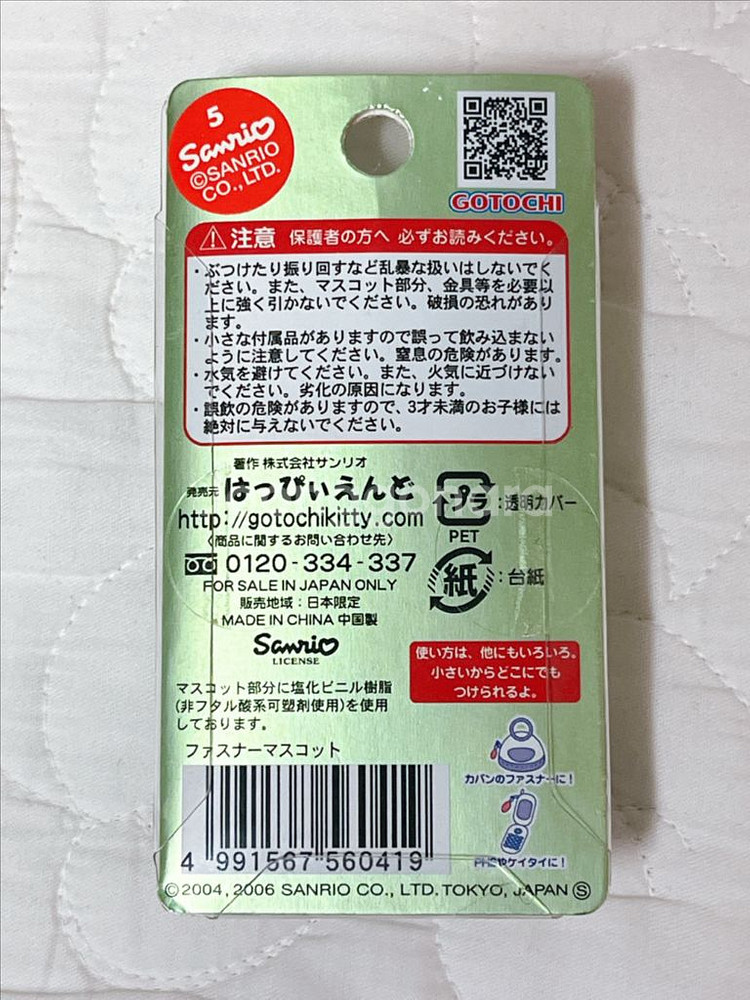 5
Sanrio
©SANRIO
CO., LTD.
GOTOCHI
注意 保護者の方へ 必ずお読みください。
・ぶつけたり振り回すなど乱暴な扱いはしないでく
ださい。また、マスコット部分、金具等を必要以
上に強く引かないでください。破損の恐れがあり
ます。
・小さな付属品がありますので誤って飲み込まない
ように注意してください。窒息の危険があります。
・水気を避けてください。また、火気に近づけない
でください。劣化の原因になります。
・誤飲の危険がありますので、3才未満のお子様には
絶対に与えないでください。
著作 株式会社サンリオ
発売元 はっぴぃえんど
http://gotochikitty.com
〈商品に関するお問い合わせ先〉
0120-334-337
FOR SALE IN JAPAN ONLY
販売地域:日本限定
MADE IN CHINA 中国製
Sanrio
LICENSE
プラ:透明カバー
PET
紙:台紙
マスコット部分に塩化ビニル樹脂
(非フタル酸系可塑剤使用)を使用
しております。
ファスナーマスコット
使い方は、他にもいろいろ。
小さいからどこにでも
つけられるよ。
カバンのファスナーに!
PHSやケイタイに!
4 991567 560419
©2004, 2006 SANRIO CO., LTD. TOKYO, JAPAN Ⓢ